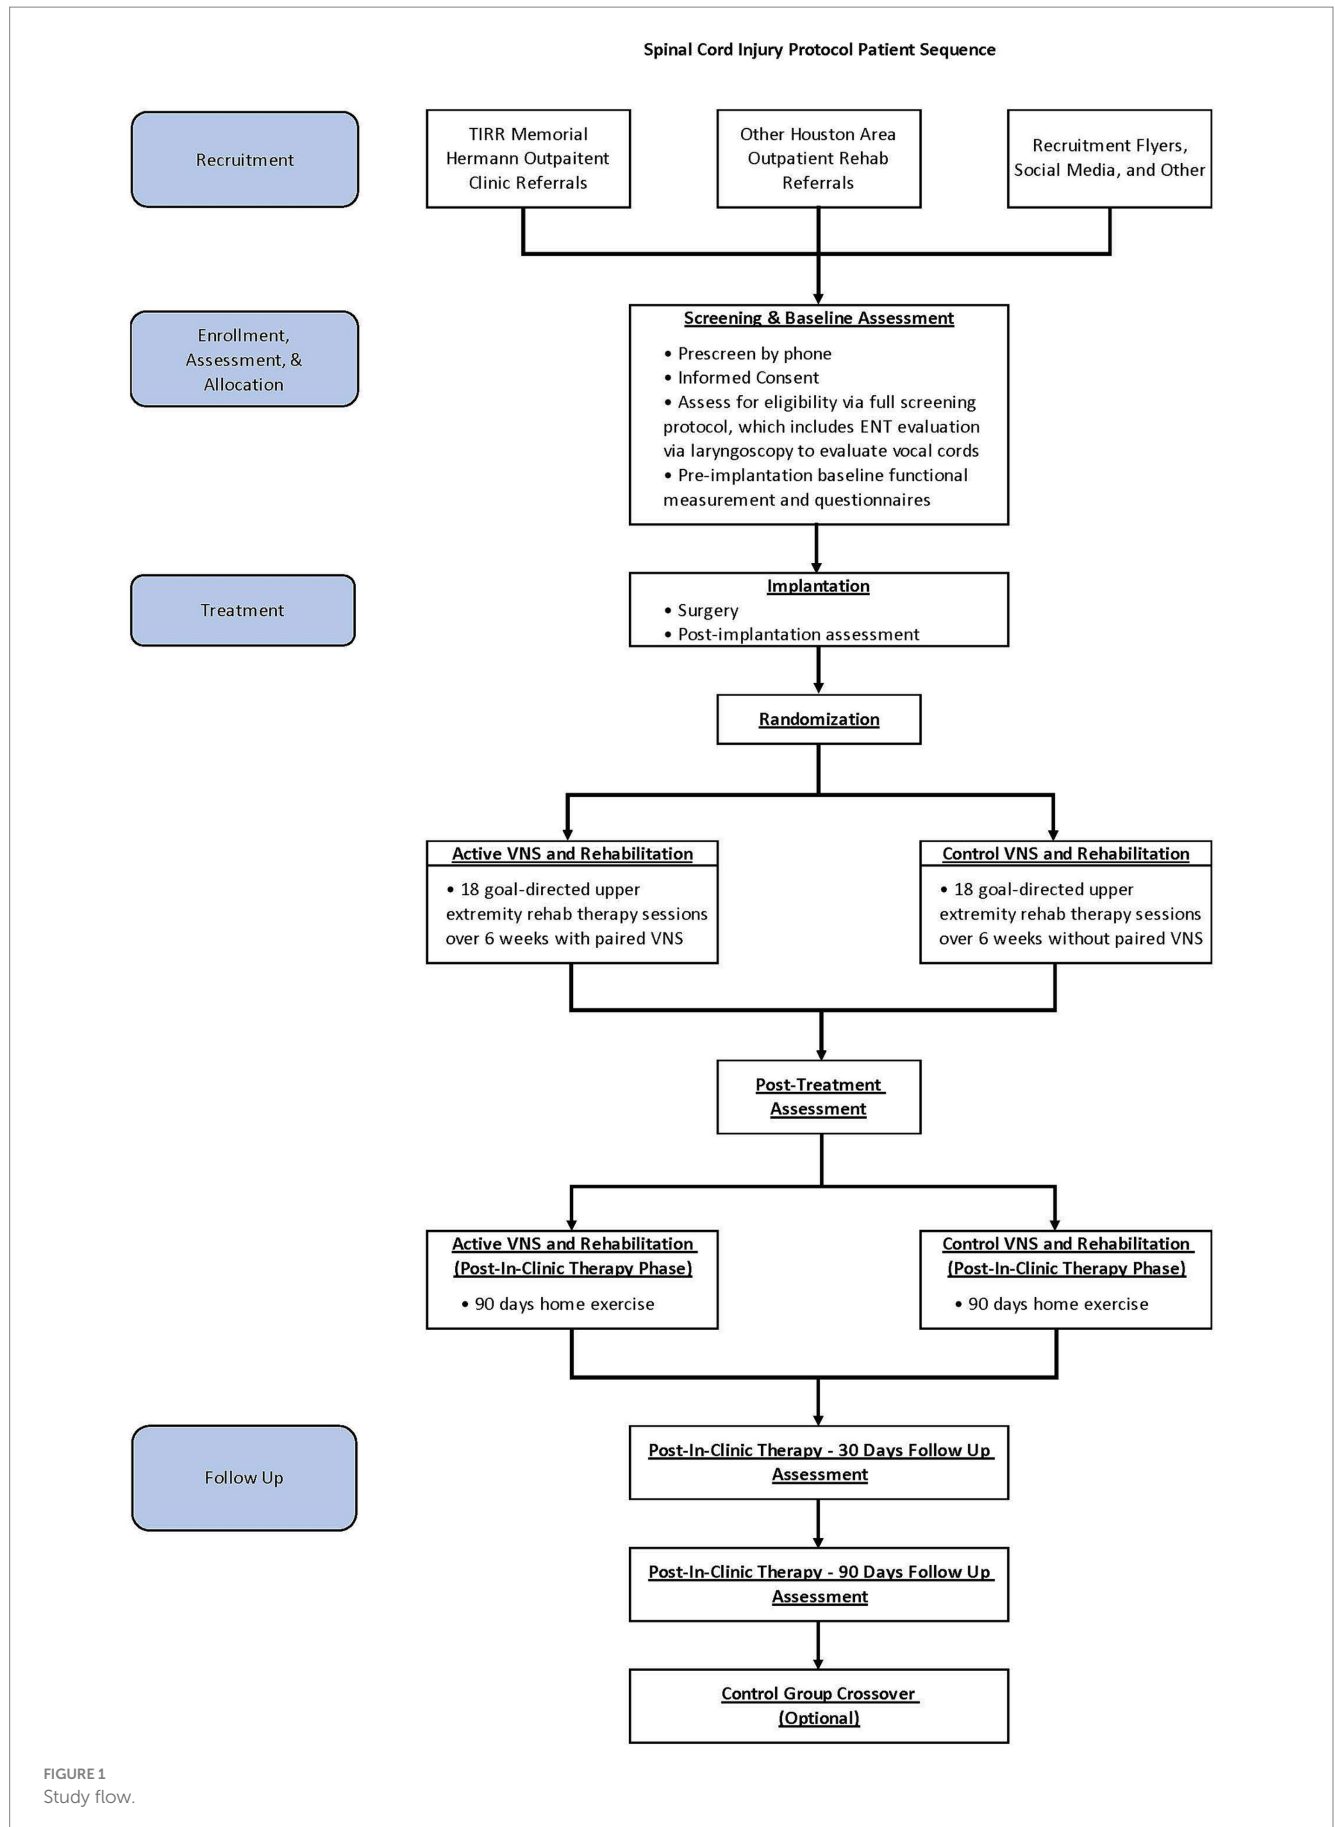 Spinal Cord Injury Protocol Patient Sequence
Recruitment
TIRR Memorial
Hermann Outpaitent
Clinic Referrals
Other Houston Area
Outpatient Rehab
Referrals
Recruitment Flyers,
Social Media, and Other
Enrollment,
Assessment, &
Allocation
Screening & Baseline Assessment
• Prescreen by phone
• Informed Consent
• Assess for eligibility via full screening
protocol, which includes ENT evaluation
via laryngoscopy to evaluate vocal cords
• Pre-implantation baseline functional
measurement and questionnaires
Treatment
Implantation
• Surgery
• Post-implantation assessment
Randomization
Active VNS and Rehabilitation
• 18 goal-directed upper
extremity rehab therapy sessions
over 6 weeks with paired VNS
Control VNS and Rehabilitation
• 18 goal-directed upper
extremity rehab therapy sessions
over 6 weeks without paired VNS
Post-Treatment
Assessment
Active VNS and Rehabilitation
(Post-In-Clinic Therapy Phase)
• 90 days home exercise
Control VNS and Rehabilitation
(Post-In-Clinic Therapy Phase)
• 90 days home exercise
Follow Up
Post-In-Clinic Therapy - 30 Days Follow Up
Assessment
Post-In-Clinic Therapy - 90 Days Follow Up
Assessment
Control Group Crossover
(Optional)
FIGURE 1
Study flow.